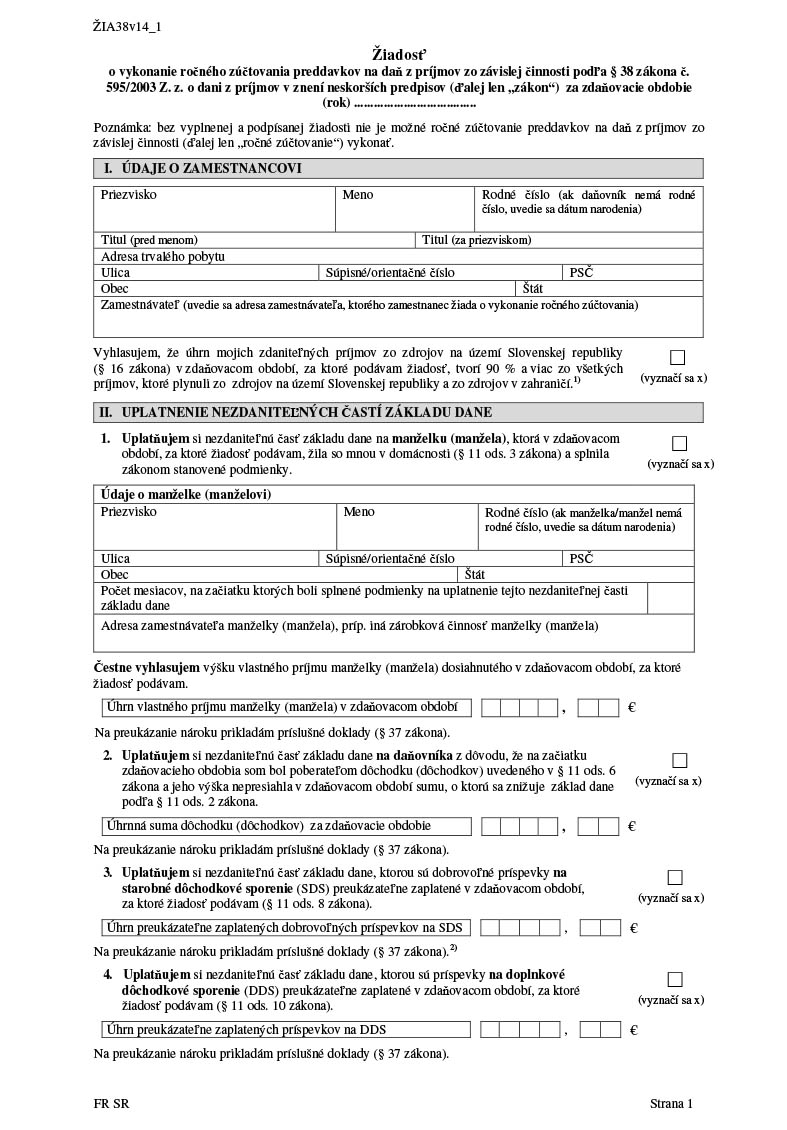 ŽIA38v14_1
Žiadosť
o vykonanie ročného zúčtovania preddavkov na daň z príjmov zo závislej činnosti podľa § 38 zákona č.
595/2003 Z. z. o dani z príjmov v znení neskorších predpisov (ďalej len „zákon“) za zdaňovacie obdobie
(rok) .....................................
Poznámka: bez vyplnenej a podpísanej žiadosti nie je možné ročné zúčtovanie preddavkov na daň z príjmov zo
závislej činnosti (ďalej len „ročné zúčtovanie“) vykonať.
I. ÚDAJE O ZAMESTNANCOVI
Priezvisko Meno Rodné číslo (ak daňovník nemá rodné
číslo, uvedie sa dátum narodenia)
Titul (pred menom) Titul (za priezviskom)
Adresa trvalého pobytu
Ulica Súpisné/orientačné číslo PSČ
Obec Štát
Zamestnávateľ (uvedie sa adresa zamestnávateľa, ktorého zamestnanec žiada o vykonanie ročného zúčtovania)
Vyhlasujem, že úhrn mojich zdaniteľných príjmov zo zdrojov na území Slovenskej republiky
(§ 16 zákona) v zdaňovacom období, za ktoré podávam žiadosť, tvorí 90 % a viac zo všetkých
príjmov, ktoré plynuli zo zdrojov na území Slovenskej republiky a zo zdrojov v zahraničí.1)
(vyznačí sa x)
II. UPLATNENIE NEZDANITEĽNÝCH ČASTÍ ZÁKLADU DANE
1. Uplatňujem si nezdaniteľnú časť základu dane na manželku (manžela), ktorá v zdaňovacom
období, za ktoré žiadosť podávam, žila so mnou v domácnosti (§ 11 ods. 3 zákona) a splnila
zákonom stanovené podmienky.
(vyznačí sa x)
Údaje o manželke (manželovi)
Priezvisko Meno Rodné číslo (ak manželka/manžel nemá
rodné číslo, uvedie sa dátum narodenia)
Ulica Súpisné/orientačné číslo PSČ
Obec Štát
Počet mesiacov, na začiatku ktorých boli splnené podmienky na uplatnenie tejto nezdaniteľnej časti
základu dane
Adresa zamestnávateľa manželky (manžela), príp. iná zárobková činnosť manželky (manžela)
Čestne vyhlasujem výšku vlastného príjmu manželky (manžela) dosiahnutého v zdaňovacom období, za ktoré
žiadosť podávam.
Úhrn vlastného príjmu manželky (manžela) v zdaňovacom období , €
Na preukázanie nároku prikladám príslušné doklady (§ 37 zákona).
2. Uplatňujem si nezdaniteľnú časť základu dane na daňovníka z dôvodu, že na začiatku
zdaňovacieho obdobia som bol poberateľom dôchodku (dôchodkov) uvedeného v § 11 ods. 6
zákona a jeho výška nepresiahla v zdaňovacom období sumu, o ktorú sa znižuje základ dane
podľa § 11 ods. 2 zákona.
(vyznačí sa x)
Úhrnná suma dôchodku (dôchodkov) za zdaňovacie obdobie , €
Na preukázanie nároku prikladám príslušné doklady (§ 37 zákona).
3. Uplatňujem si nezdaniteľnú časť základu dane, ktorou sú dobrovoľné príspevky na
starobné dôchodkové sporenie (SDS) preukázateľne zaplatené v zdaňovacom období,
za ktoré žiadosť podávam (§ 11 ods. 8 zákona).
(vyznačí sa x)
Úhrn preukázateľne zaplatených dobrovoľných príspevkov na SDS , €
Na preukázanie nároku prikladám príslušné doklady (§ 37 zákona).2)
4. Uplatňujem si nezdaniteľnú časť základu dane, ktorou sú príspevky na doplnkové
dôchodkové sporenie (DDS) preukázateľne zaplatené v zdaňovacom období, za ktoré
žiadosť podávam (§ 11 ods. 10 zákona).
(vyznačí sa x)
Úhrn preukázateľne zaplatených príspevkov na DDS , €
Na preukázanie nároku prikladám príslušné doklady (§ 37 zákona).
FR SR Strana 1